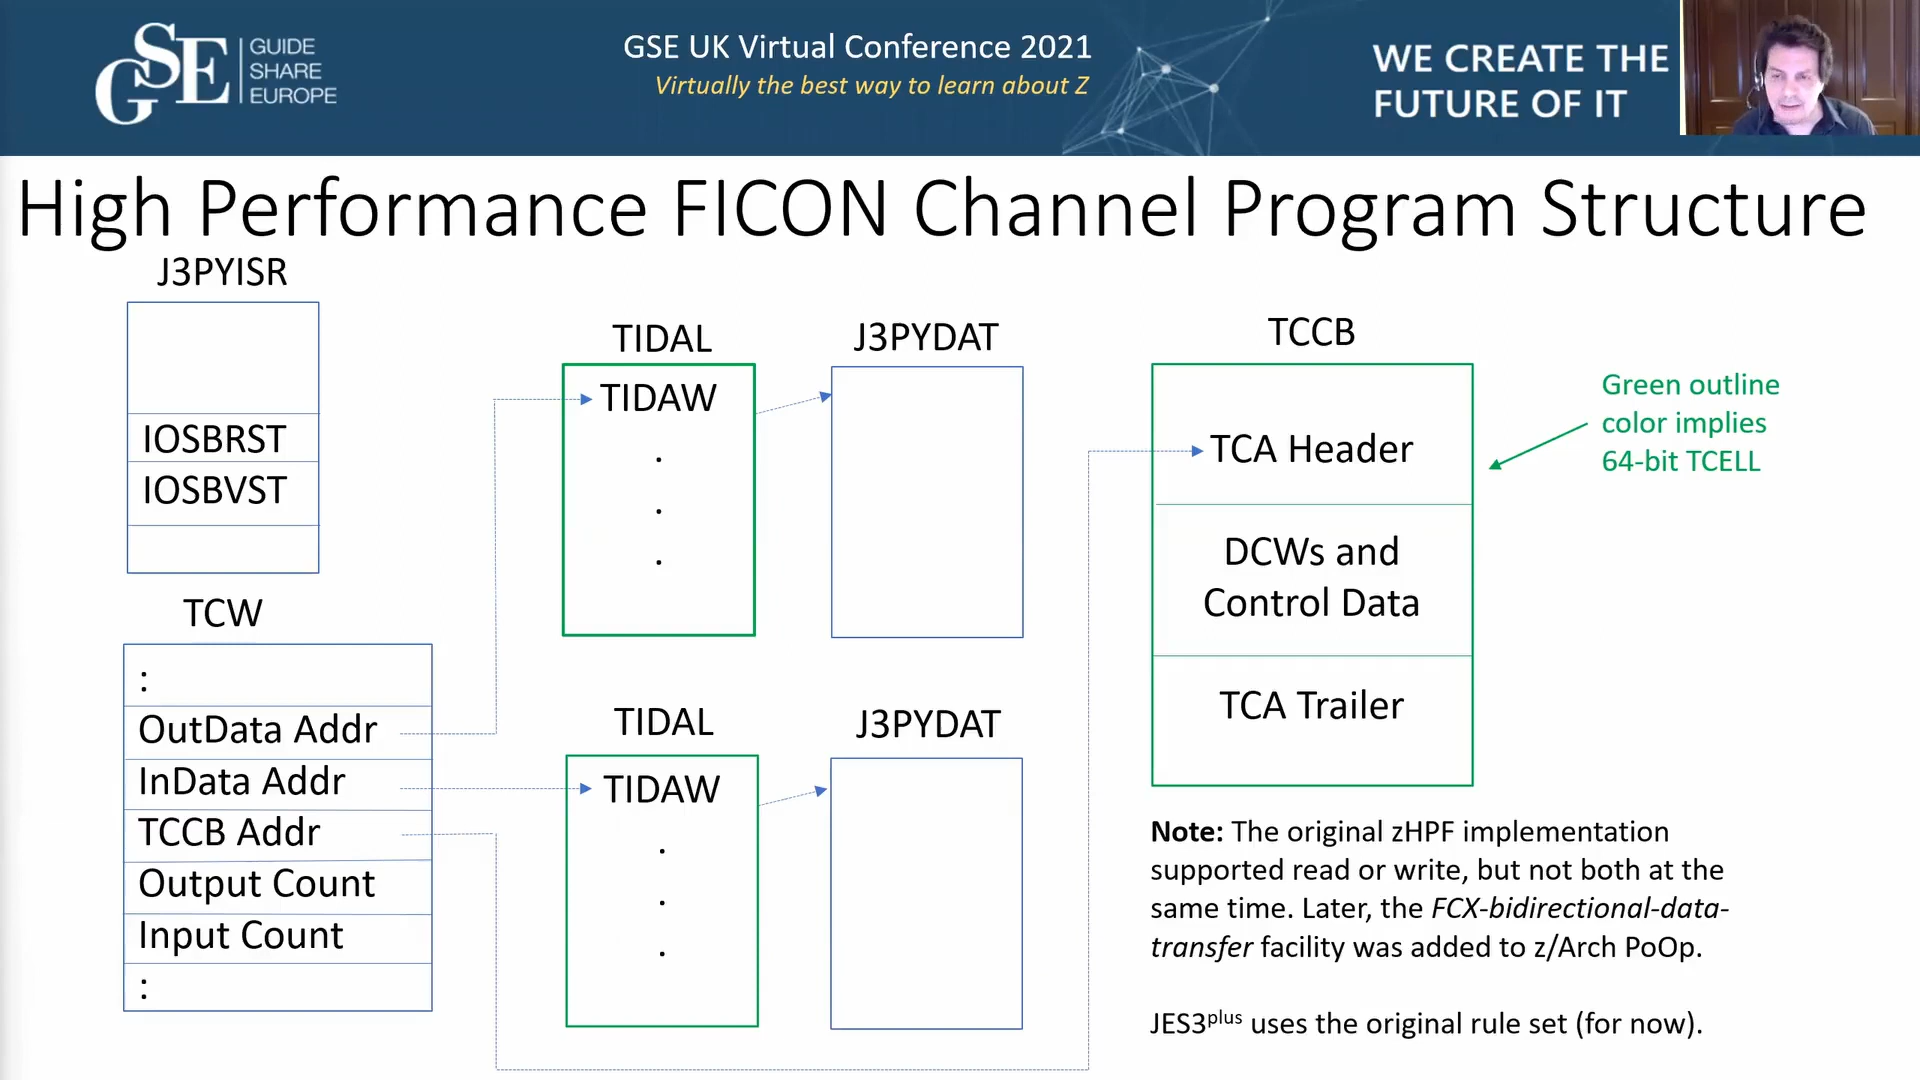 GSE
GUIDE
SHARE
EUROPE
GSE UK Virtual Conference 2021
Virtually the best way to learn about Z
WE CREATE THE
FUTURE OF IT
High Performance FICON Channel Program Structure
J3PYISR
IOSBRST
IOSBVST
TCW
:
OutData Addr
InData Addr
TCCB Addr
Output Count
Input Count
:
TIDAL
TIDAW
.
.
.
J3PYDAT
TIDAL
TIDAW
.
.
.
J3PYDAT
TCCB
TCA Header
DCWs and
Control Data
TCA Trailer
Green outline
color implies
64-bit TCELL
Note: The original zHPF implementation
supported read or write, but not both at the
same time. Later, the FCX-bidirectional-data-
transfer facility was added to z/Arch PoOp.
JES3plus uses the original rule set (for now).